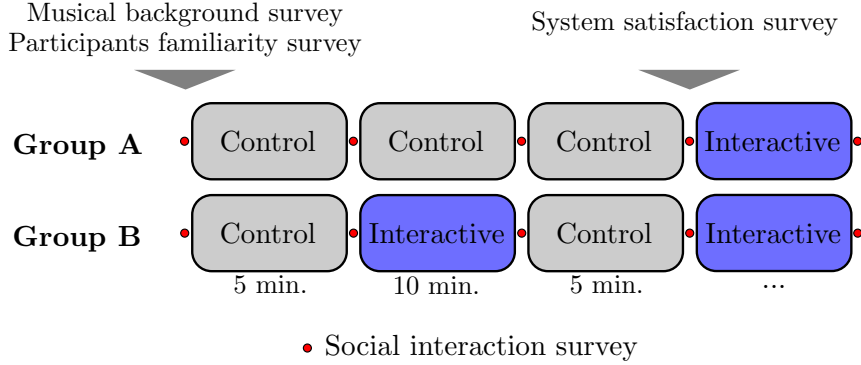 Musical background survey
Participants familiarity survey
System satisfaction survey
Group A
Control
Control
Control
Interactive
Group B
Control
Interactive
Control
Interactive
5 min.
10 min.
5 min.
...
Social interaction survey